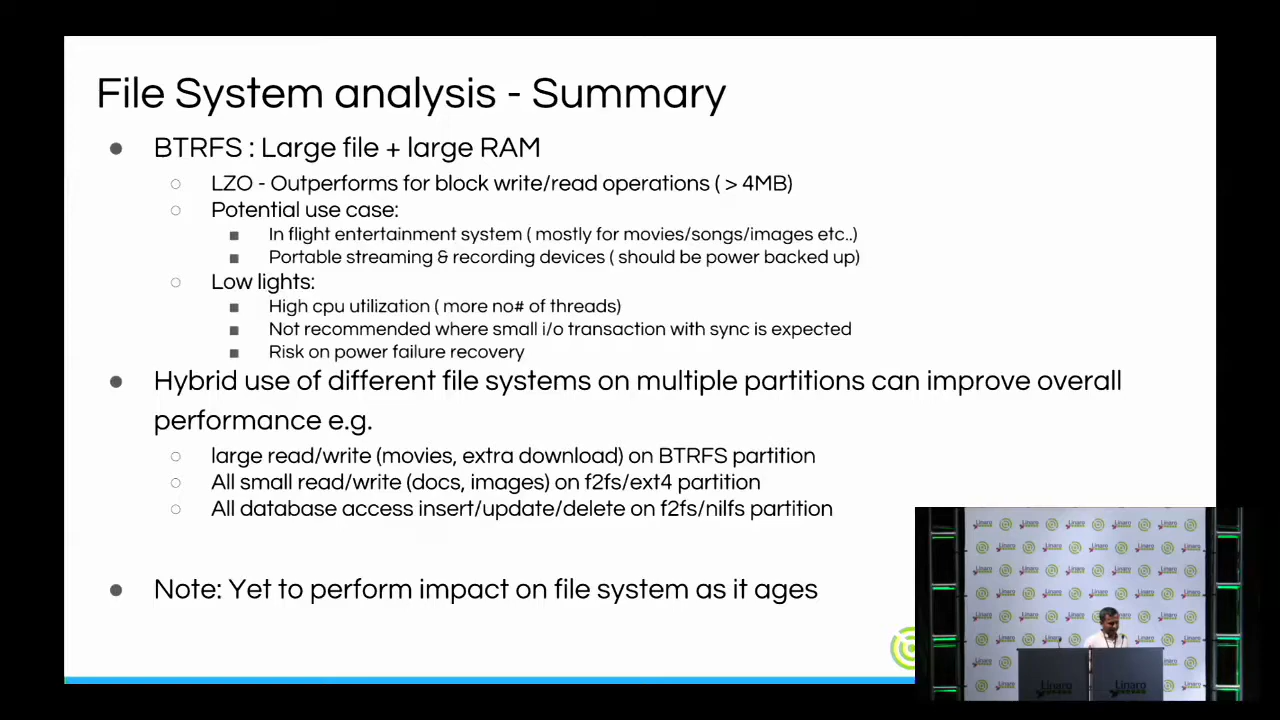 File System analysis - Summary
BTRFS : Large file + large RAM
LZO - Outperforms for block write/read operations ( > 4MB)
Potential use case:
In flight entertainment system ( mostly for movies/songs/images etc..)
Portable streaming & recording devices ( should be power backed up)
Low lights:
High cpu utilization ( more no# of threads)
Not recommended where small i/o transaction with sync is expected
Risk on power failure recovery
Hybrid use of different file systems on multiple partitions can improve overall
performance e.g.
large read/write (movies, extra download) on BTRFS partition
All small read/write (docs, images) on f2fs/ext4 partition
All database access insert/update/delete on f2fs/nilfs partition
Note: Yet to perform impact on file system as it ages
Linaro
Linaro